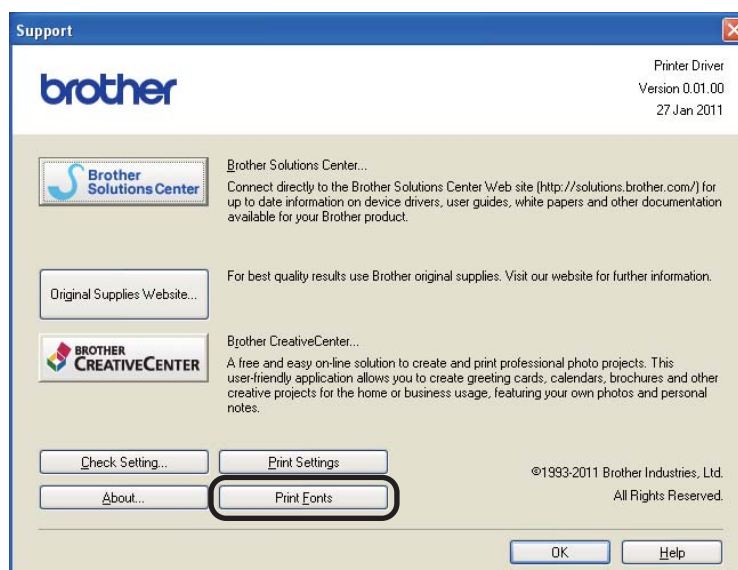 Support
brother
Printer Driver
Version 0.01.00
27 Jan 2011
Brother
Solutions Center
Brother Solutions Center...
Connect directly to the Brother Solutions Center Web site (http://solutions.brother.com/) for
up to date information on device drivers, user guides, white papers and other documentation
available for your Brother product.
Original Supplies Website...
For best quality results use Brother original supplies. Visit our website for further information.
BROTHER
CREATIVECENTER
Brother CreativeCenter...
A free and easy on-line solution to create and print professional photo projects. This
user-friendly application allows you to create greeting cards, calendars, brochures and other
creative projects for the home or business usage, featuring your own photos and personal
notes.
Check Setting...
Print Settings
©1993-2011 Brother Industries, Ltd.
About...
Print Fonts
All Rights Reserved.
OK
Help